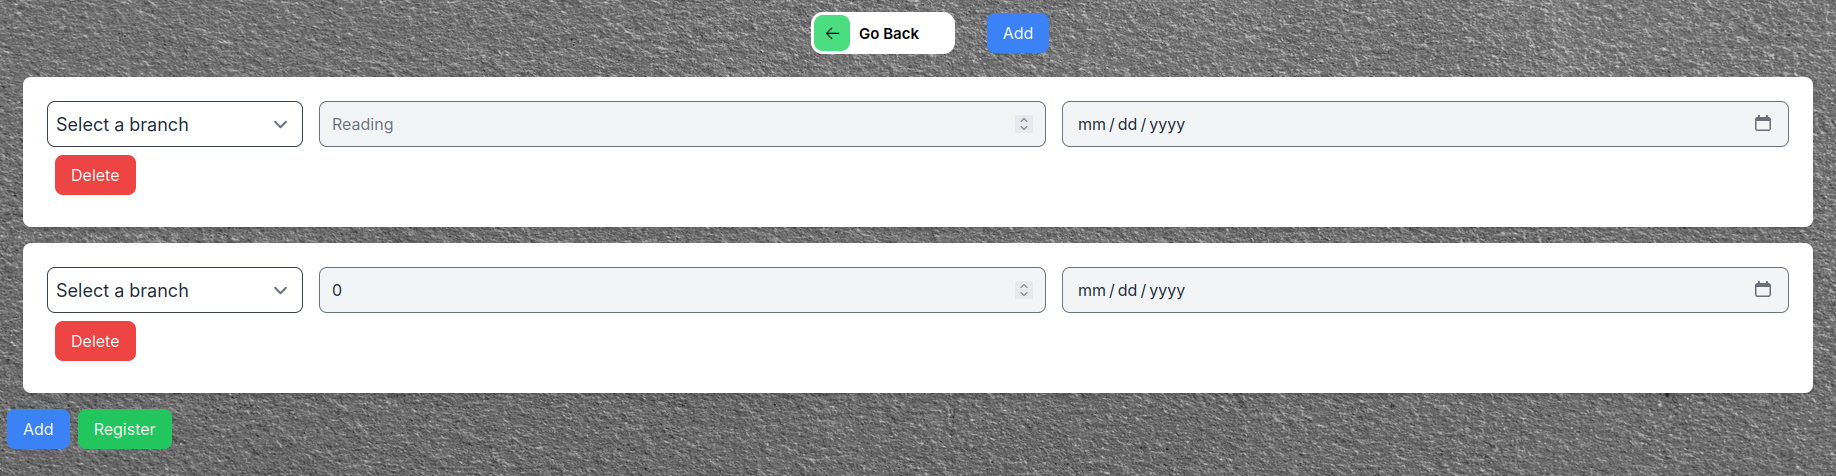 Go Back Add
Select a branch Reading mm/dd/yyyy
Delete
Select a branch 0 mm/dd/yyyy
Delete
Add Register